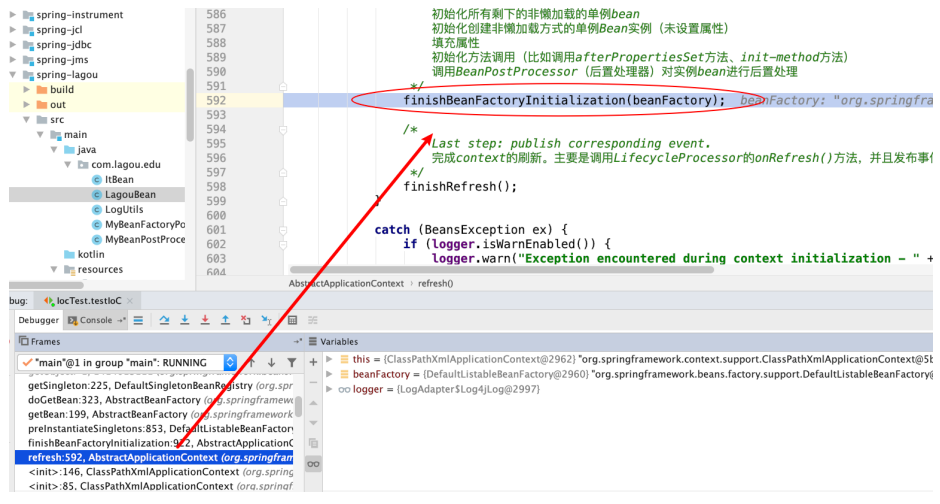 spring-instrument
spring-jcl
spring-jdbc
spring-jms
spring-lagou
build
out
src
main
java
com.lagou.edu
ItBean
LagouBean
LogUtils
MyBeanFactoryPo
MyBeanPostProce
kotlin
resources
586 初始化所有剩下的非懒加载的单例bean
587 初始化创建非懒加载方式的单例Bean实例（未设置属性）
588 填充属性
589 初始化方法调用（比如调用afterPropertiesSet方法、init-method方法）
590 调用BeanPostProcessor（后置处理器）对实例bean进行后置处理
591 */
592 finishBeanFactoryInitialization(beanFactory); beanFactory: "org.springfra
593
594 /*
595 Last step: publish corresponding event.
596 完成context的刷新。主要是调用LifecycleProcessor的onRefresh()方法，并且发布事件
597 */
598 finishRefresh();
599 }
600
601 catch (BeansException ex) {
602 if (logger.isWarnEnabled()) {
603 logger.warn("Exception encountered during context initialization - " +
604
AbstractApplicationContext › refresh()
bug: IocTest.testIoC ×
Debugger Console
Frames
"main"@1 in group "main": RUNNING
getSingleton:225, DefaultSingletonBeanRegistry (org.spr
doGetBean:323, AbstractBeanFactory (org.springframewo
getBean:199, AbstractBeanFactory (org.springframework
preInstantiateSingletons:853, DefaultListableBeanFactory
finishBeanFactoryInitialization:922, AbstractApplicationC
refresh:592, AbstractApplicationContext (org.springfram
<init>:146, ClassPathXmlApplicationContext (org.spring
<init>:85, ClassPathXmlApplicationContext (org.springf
Variables
this = {ClassPathXmlApplicationContext@2962} "org.springframework.context.support.ClassPathXmlApplicationContext@5b
beanFactory = {DefaultListableBeanFactory@2960} "org.springframework.beans.factory.support.DefaultListableBeanFactory@
logger = {LogAdapter$Log4jLog@2997}